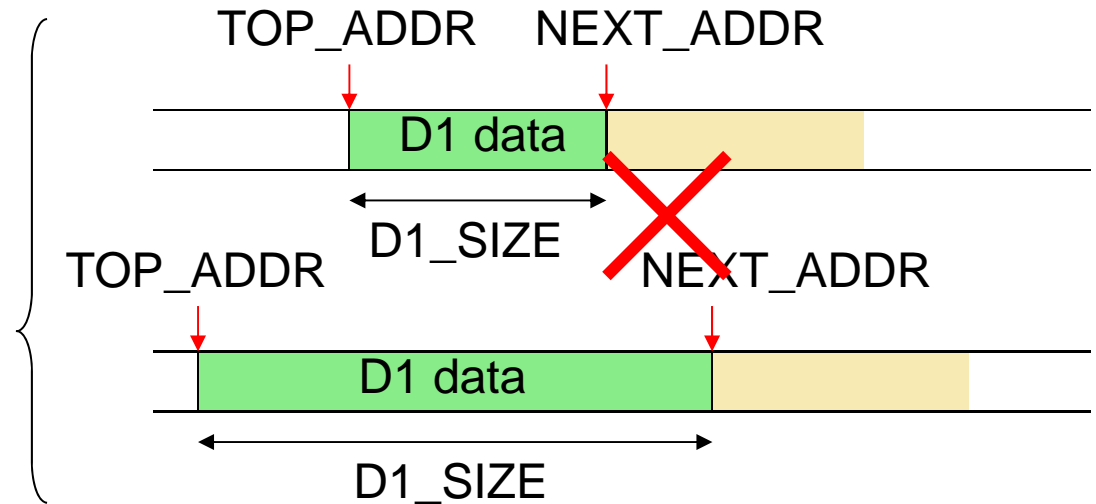 TOP_ADDR NEXT_ADDR
D1 data
D1_SIZE
TOP_ADDR NEXT_ADDR
D1 data
D1_SIZE